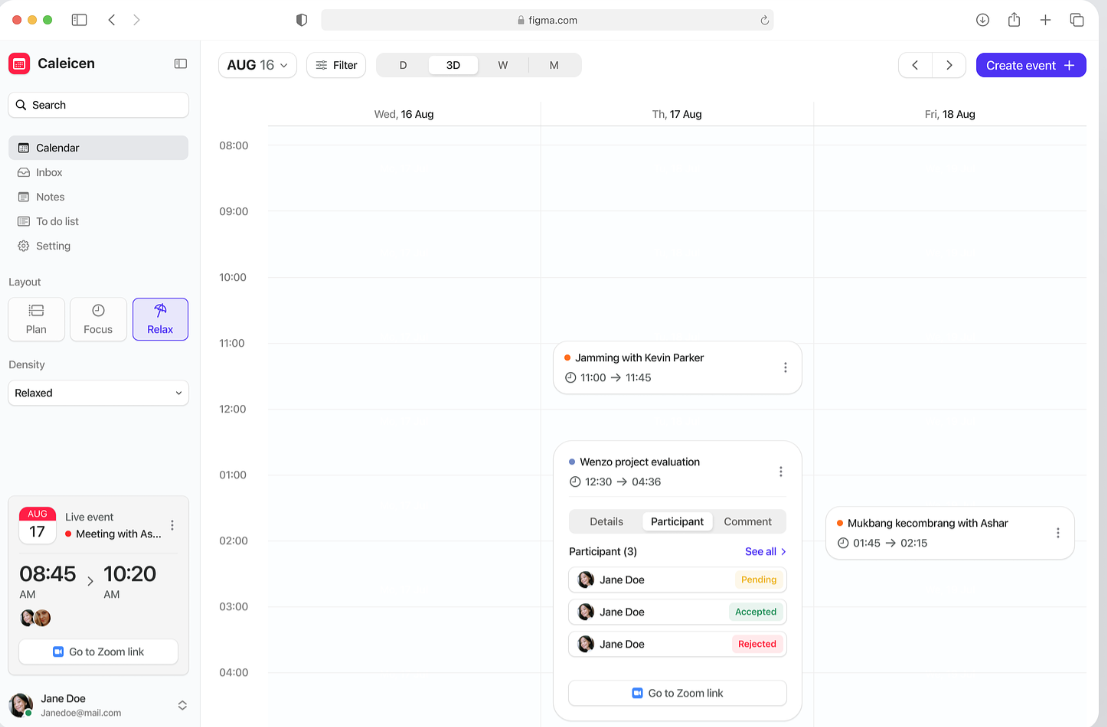 figma.com
Caleicen
AUG 16
Filter
D
3D
W
M
Create event
Search
Calendar
Inbox
Notes
To do list
Setting
Layout
Plan
Focus
Relax
Density
Relaxed
AUG
17
Live event
Meeting with As...
08:45
AM
10:20
AM
Go to Zoom link
Jane Doe
Janedoe@mail.com
Wed, 16 Aug
Th, 17 Aug
Fri, 18 Aug
08:00
09:00
10:00
11:00
12:00
01:00
02:00
03:00
04:00
Jamming with Kevin Parker
11:00 → 11:45
Wenzo project evaluation
12:30 → 04:36
Details
Participant
Comment
Participant (3)
See all
Jane Doe
Pending
Jane Doe
Accepted
Jane Doe
Rejected
Go to Zoom link
Mukbang kecombrang with Ashar
01:45 → 02:15